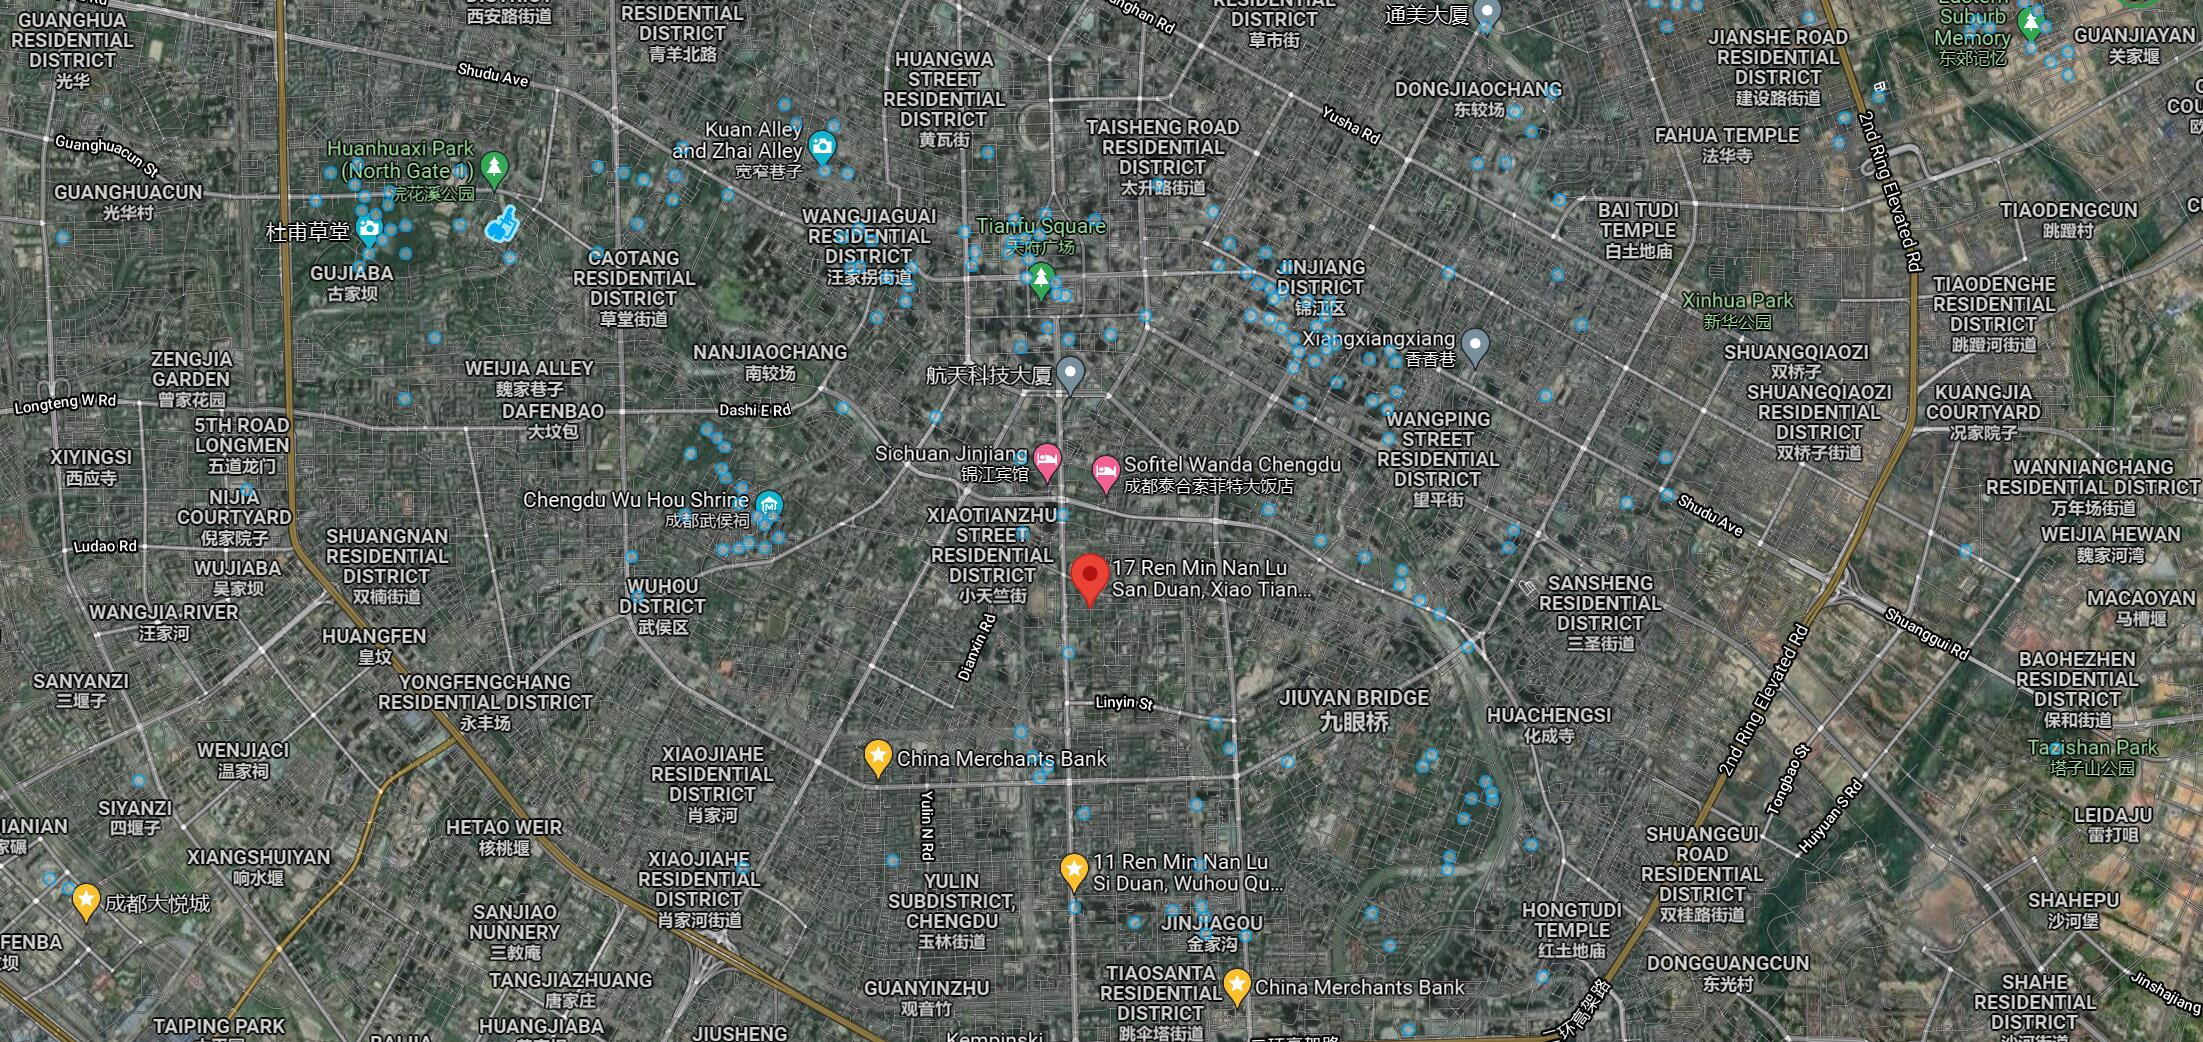 西安路街道
GUANGHUA
RESIDENTIAL
DISTRICT
光华
RESIDENTIAL
DISTRICT
青羊北路
Shudu Ave
HUANGWA
STREET
RESIDENTIAL
DISTRICT
黄瓦街
DISTRICT
草市街
通美大厦
Suburb
Memory
东郊记忆
GUANJIAYAN
关家堰
JIANSHE ROAD
RESIDENTIAL
DISTRICT
建设路街道
DONGJIAOCHANG
东较场
Yusha Rd
TAISHENG ROAD
RESIDENTIAL
DISTRICT
太升路街道
FAHUA TEMPLE
法华寺
2nd Ring Elevated Rd
Guanghuacun St
Huanhuaxi Park
(North Gate 1)
浣花溪公园
Kuan Alley
and Zhai Alley
宽窄巷子
GUANGHUACUN
光华村
杜甫草堂
GUJIABA
古家坝
WANGJIAGUAI
RESIDENTIAL
DISTRICT
汪家拐街道
Tianfu Square
天府广场
BAI TUDI
TEMPLE
白土地庙
TIAODENGCUN
跳蹬村
CAOTANG
RESIDENTIAL
DISTRICT
草堂街道
JINJIANG
DISTRICT
锦江区
Xinhua Park
新华公园
TIAODENGHE
RESIDENTIAL
DISTRICT
跳蹬河街道
ZENGJIA
GARDEN
曾家花园
WEIJIA ALLEY
魏家巷子
NANJIAOCHANG
南较场
航天科技大厦
Xiangxiangxiang
香香巷
SHUANGQIAOZI
双桥子
SHUANGQIAOZI
RESIDENTIAL
DISTRICT
双桥子街道
KUANGJIA
COURTYARD
况家院子
Longteng W Rd
DAFENBAO
大坟包
Dashi E Rd
5TH ROAD
LONGMEN
五道龙门
XIYINGSI
西应寺
WANGPING
STREET
RESIDENTIAL
DISTRICT
望平街
Sichuan Jinjiang
锦江宾馆
Sofitel Wanda Chengdu
成都泰合索菲特大饭店
WANNIANCHANG
RESIDENTIAL DISTRICT
万年场街道
NIJIA
COURTYARD
倪家院子
Chengdu Wu Hou Shrine
成都武侯祠
Shudu Ave
XIAOTIANZHU
STREET
RESIDENTIAL
DISTRICT
小天竺街
Ludao Rd
SHUANGNAN
RESIDENTIAL
DISTRICT
双楠街道
WEIJIA HEWAN
魏家河湾
WUJIABA
吴家坝
17 Ren Min Nan Lu
San Duan, Xiao Tian...
WUHOU
DISTRICT
武侯区
SANSHENG
RESIDENTIAL
DISTRICT
三圣街道
MACAOYAN
马槽堰
WANGJIA RIVER
汪家河
HUANGFEN
皇坟
Dianxin Rd
Shuanggui Rd
SANYANZI
三堰子
YONGFENGCHANG
RESIDENTIAL DISTRICT
永丰场
Linyin St
JIUYAN BRIDGE
九眼桥
HUACHENGSI
化成寺
2nd Ring Elevated Rd
BAOHEZHEN
RESIDENTIAL
DISTRICT
保和街道
WENJIACI
温家祠
XIAOJIAHE
RESIDENTIAL
DISTRICT
肖家河
China Merchants Bank
Tazishan Park
塔子山公园
Tongbao St
Huiyuan S Rd
SIYANZI
四堰子
HETAO WEIR
核桃堰
Yulin N Rd
LEIDAJU
雷打咀
XIANGSHUIYAN
响水堰
XIAOJIAHE
RESIDENTIAL
DISTRICT
肖家河街道
11 Ren Min Nan Lu
Si Duan, Wuhou Qu...
SHUANGGUI
ROAD
RESIDENTIAL
DISTRICT
双桂路街道
成都大悦城
YULIN
SUBDISTRICT,
CHENGDU
玉林街道
SANJIAO
NUNNERY
三教庵
JINJIAGOU
金家沟
HONGTUDI
TEMPLE
红土地庙
SHAHEPU
沙河堡
TANGJIAZHUANG
唐家庄
GUANYINZHU
观音竹
TIAOSANTA
RESIDENTIAL
DISTRICT
跳伞塔街道
China Merchants Bank
DONGGUANGCUN
东光村
SHAHE
RESIDENTIAL
DISTRICT
Jinshajiang
TAIPING PARK
HUANGJIABA
JIUSHENG
Kempinski
二环高架路